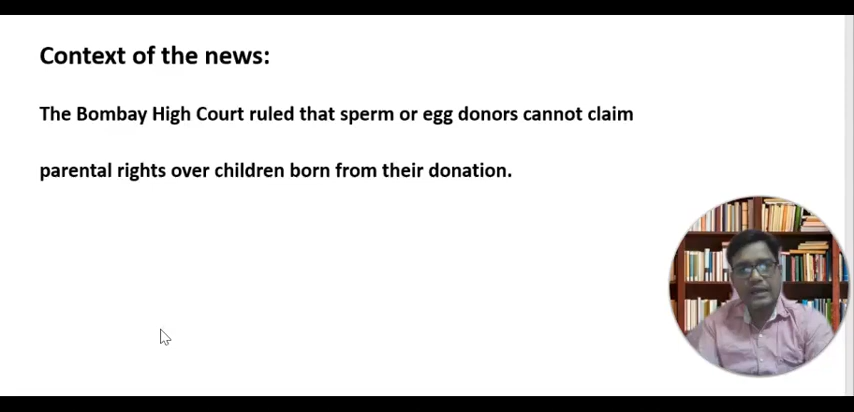 Context of the news:
The Bombay High Court ruled that sperm or egg donors cannot claim
parental rights over children born from their donation.